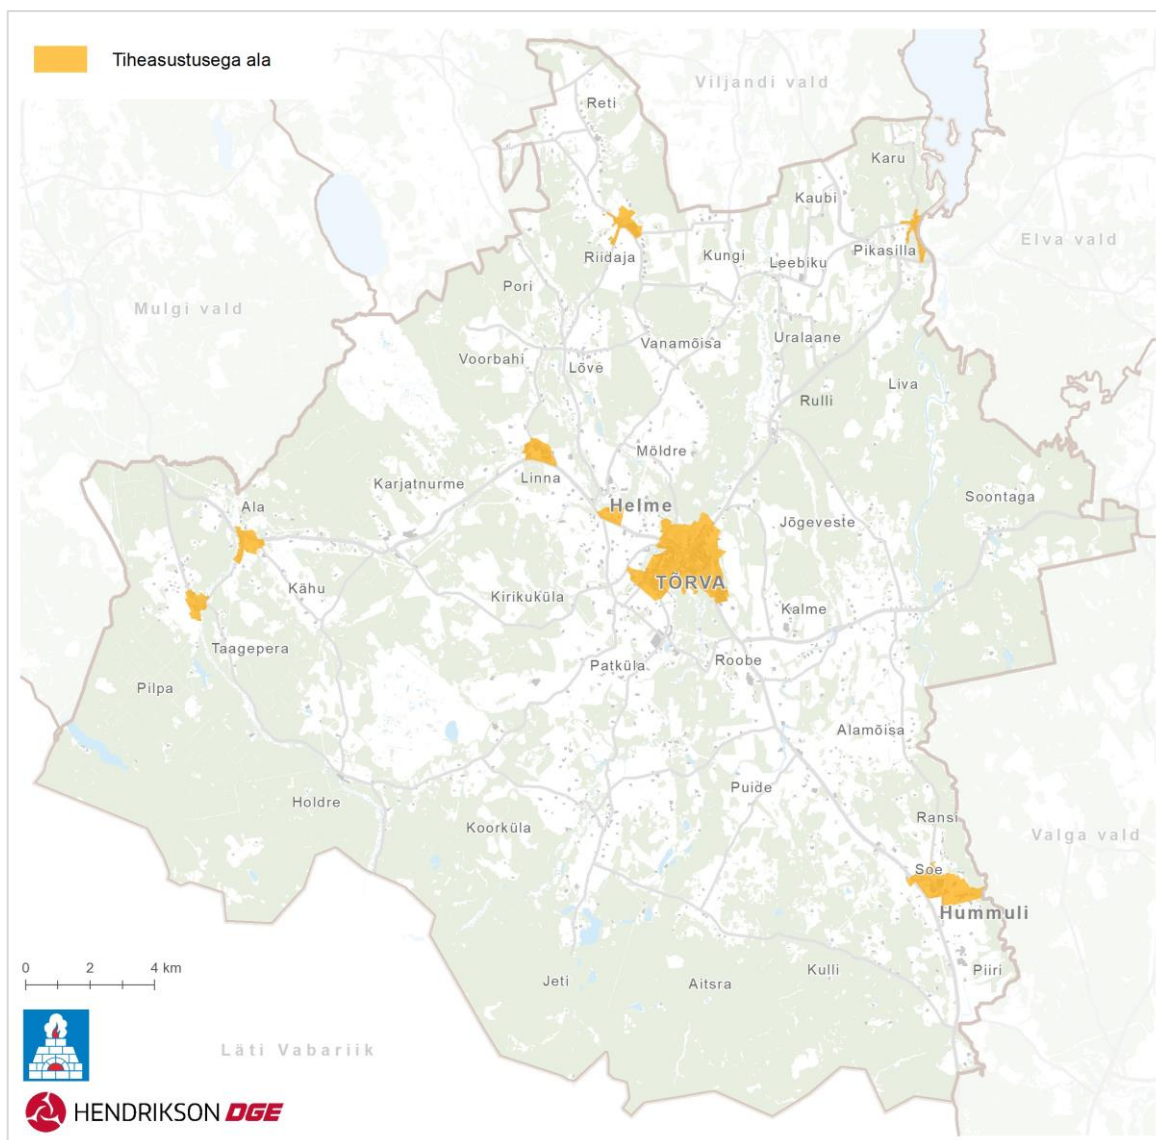 Tiheasustusega ala
Viljandi vald
Reti
Karu
Kaubi
Elva vald
Riidaja
Kungi
Leebiku
Pikasilla
Pori
Mulgi vald
Vanamõisa
Uralaane
Voorbahi
Lõve
Liva
Rulli
Möldre
Linna
Karjatnurme
Soontaga
Ala
Helme
Jõgeveste
TÕRVA
Kähu
Kirikuküla
Kalme
Taagepera
Patküla
Roobe
Pilpa
Alamõisa
Puide
Holdre
Ransi
Koorküla
Valga vald
Soe
Hummuli
0 2 4 km
Jeti
Aitsra
Kulli
Piiri
Läti Vabariik
HENDRIKSON DGE